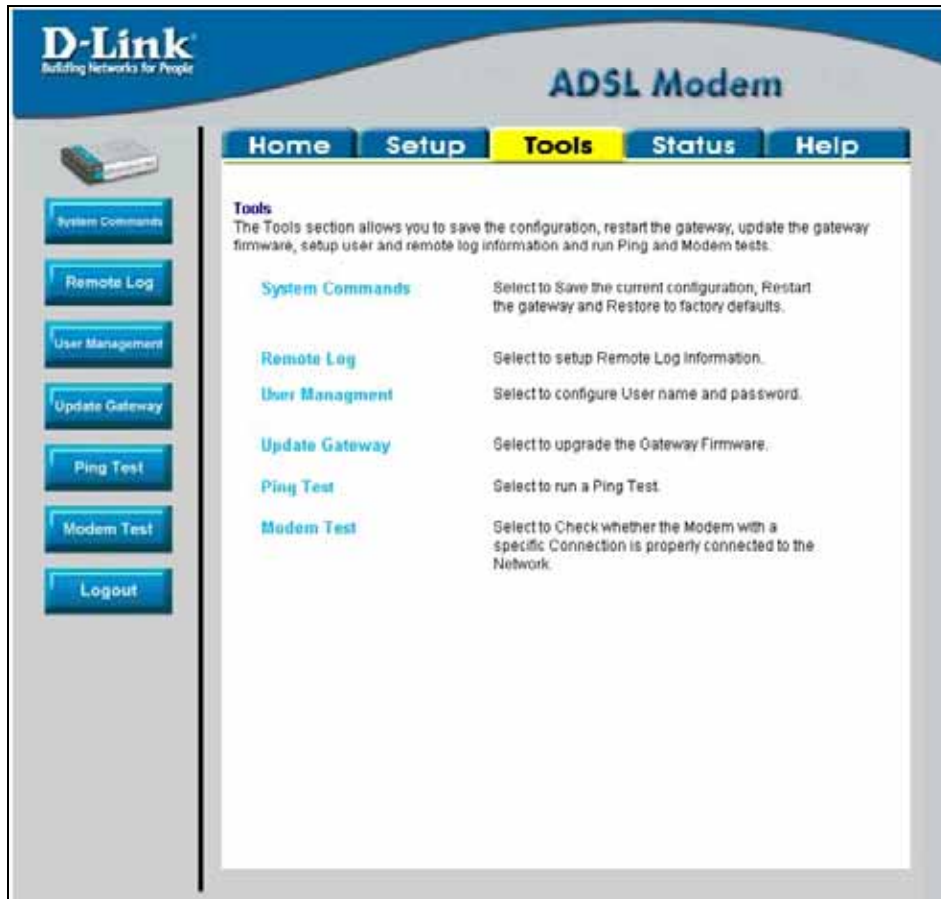 D-Link
Building Networks for People
ADSL Modem
Home
Setup
Tools
Status
Help
System Commands
Remote Log
User Management
Update Gateway
Ping Test
Modem Test
Logout
Tools
The Tools section allows you to save the configuration, restart the gateway, update the gateway
firmware, setup user and remote log information and run Ping and Modem tests.
System Commands
Select to Save the current configuration, Restart
the gateway and Restore to factory defaults.
Remote Log
Select to setup Remote Log Information.
User Managment
Select to configure User name and password.
Update Gateway
Select to upgrade the Gateway Firmware.
Ping Test
Select to run a Ping Test.
Modem Test
Select to Check whether the Modem with a
specific Connection is properly connected to the
Network.